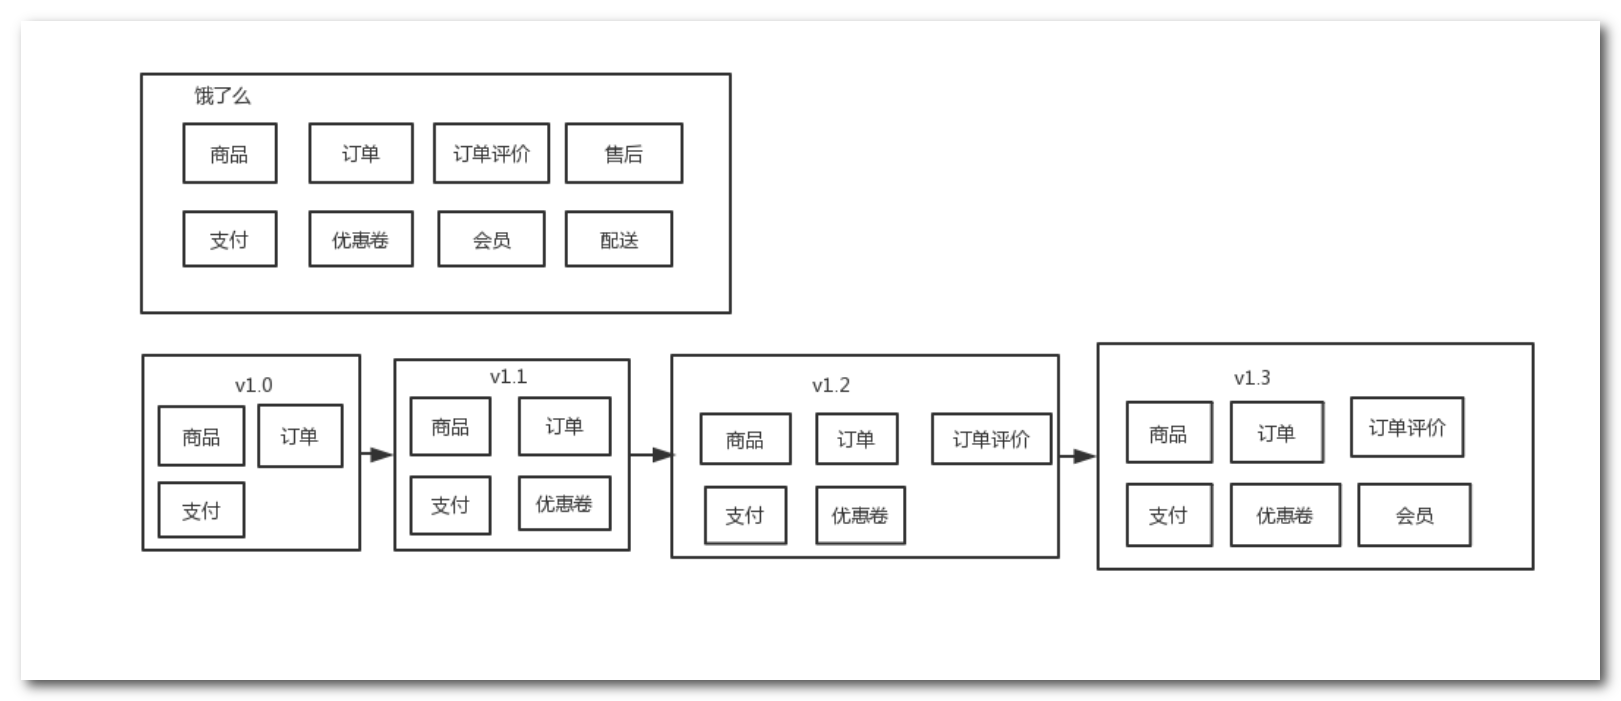 饿了么
商品 订单 订单评价 售后
支付 优惠卷 会员 配送
v1.0
商品 订单
支付
v1.1
商品 订单
支付 优惠卷
v1.2
商品 订单 订单评价
支付 优惠卷
v1.3
商品 订单 订单评价
支付 优惠卷 会员